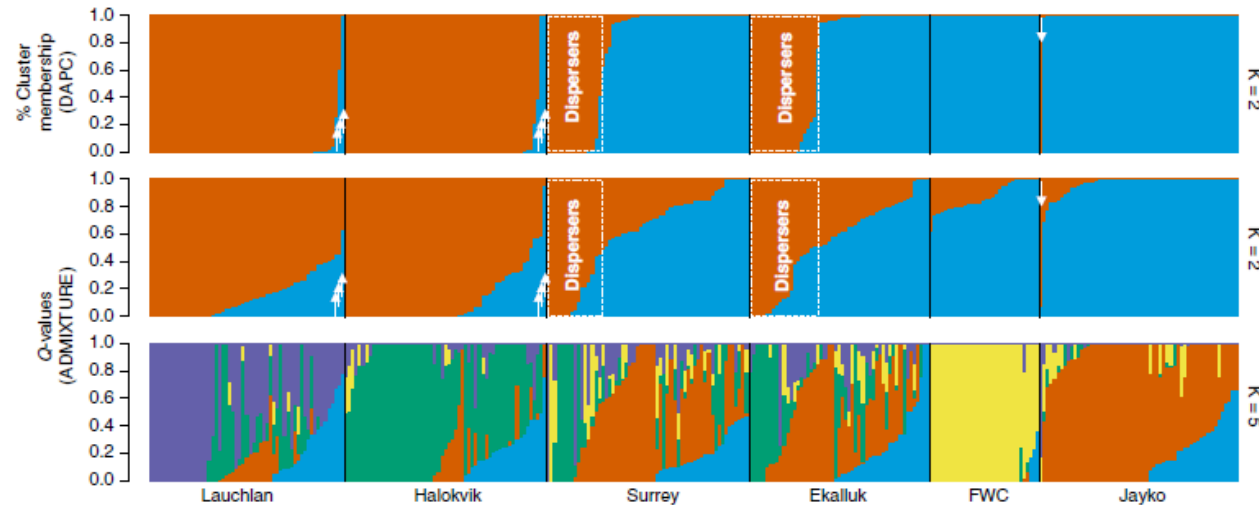 % Cluster
membership
(DAPC)
1.0
0.8
0.6
0.4
0.2
0.0
Dispersers
Dispersers
K = 2
Q-values
(ADMIXTURE)
1.0
0.8
0.6
0.4
0.2
0.0
Dispersers
Dispersers
K = 2
1.0
0.8
0.6
0.4
0.2
0.0
K = 5
Lauchlan Halokvik Surrey Ekalluk FWC Jayko